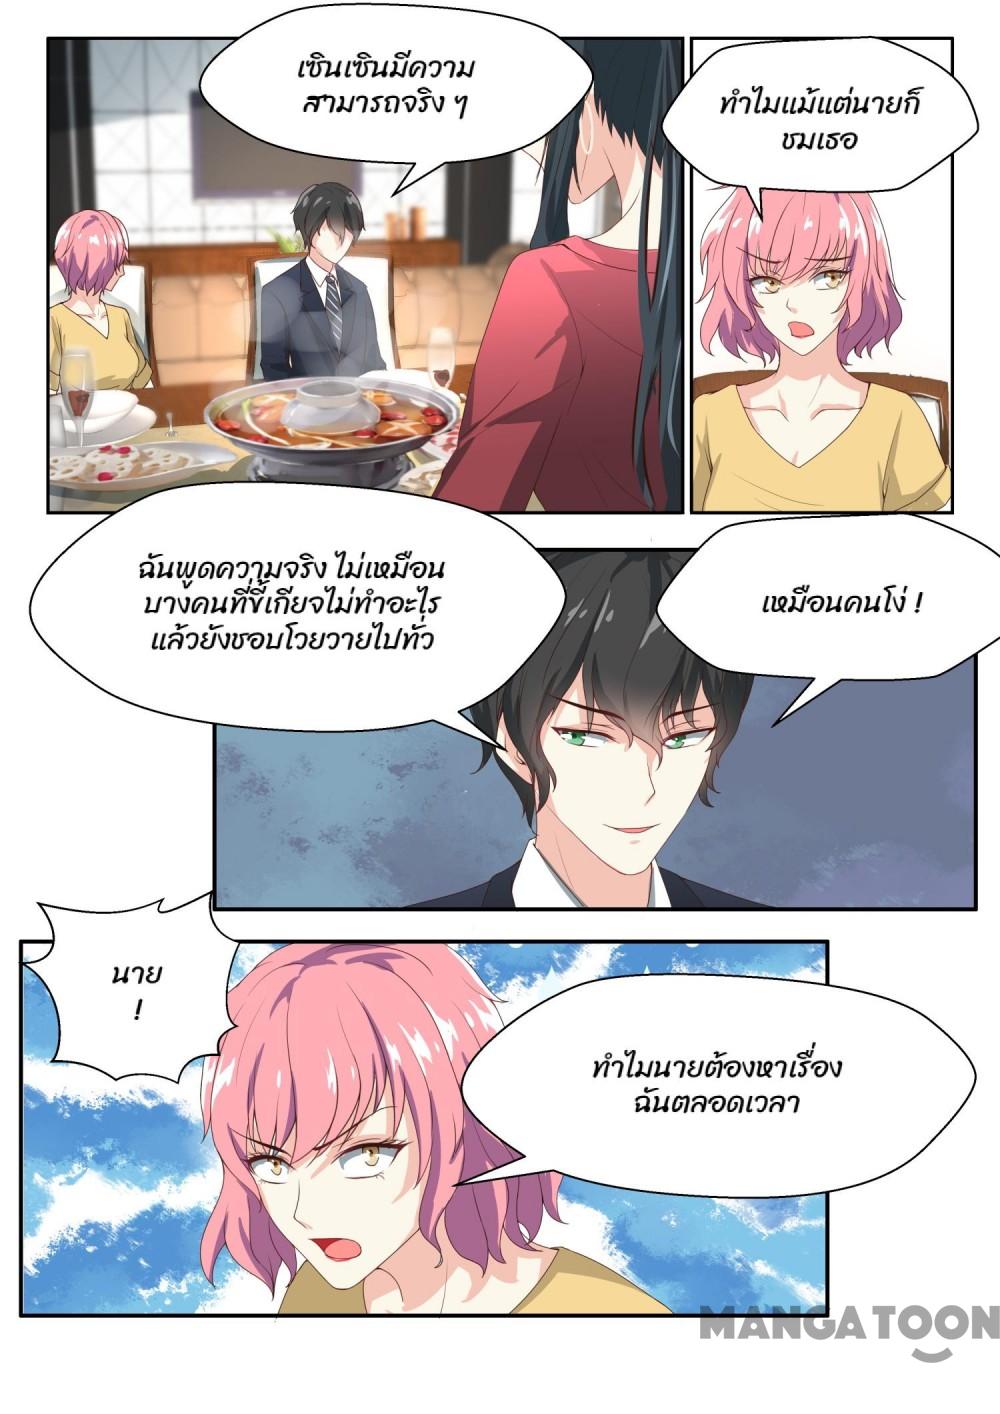 เซินเซินมีความ
สามารถจริง ๆ
ทำไมแม้แต่นายก็
ชมเธอ
ฉันพูดความจริง ไม่เหมือน
บางคนที่ขี้เกียจไม่ทำอะไร
แล้วยังชอบโวยวายไปทั่ว
เหมือนคนโง่ !
นาย
!
ทำไมนายต้องหาเรื่อง
ฉันตลอดเวลา
MANGATOON